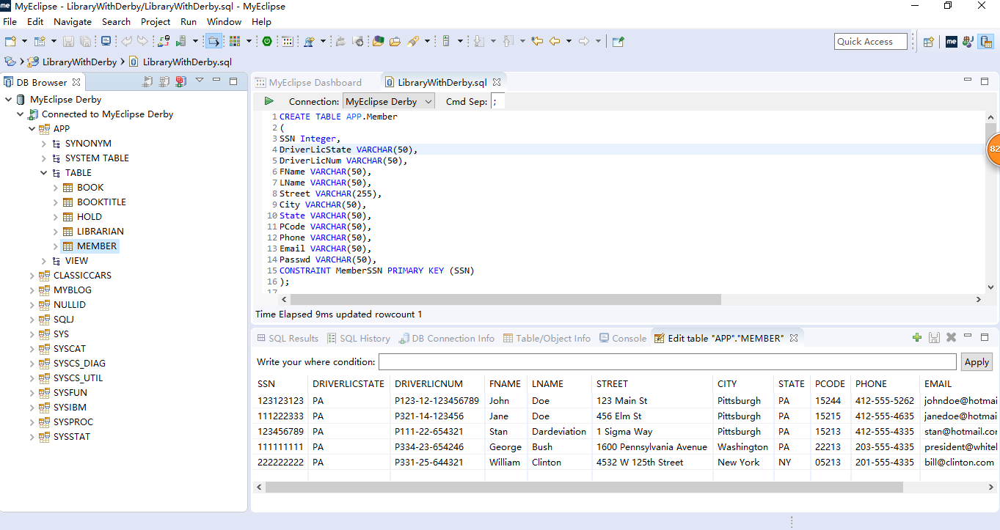 MyEclipse - LibraryWithDerby/LibraryWithDerby.sql - MyEclipse
File Edit Navigate Search Project Run Window Help
Quick Access
LibraryWithDerby LibraryWithDerby.sql
DB Browser
MyEclipse Derby
Connected to MyEclipse Derby
APP
SYNONYM
SYSTEM TABLE
TABLE
BOOK
BOOKTITLE
HOLD
LIBRARIAN
MEMBER
VIEW
CLASSICCARS
MYBLOG
NULLID
SQLJ
SYS
SYSCAT
SYSCS_DIAG
SYSCS_UTIL
SYSFUN
SYSIBM
SYSPROC
SYSSTAT
MyEclipse Dashboard LibraryWithDerby.sql
Connection: MyEclipse Derby Cmd Sep: ;
1 CREATE TABLE APP.Member
2 (
3 SSN Integer,
4 DriverLicState VARCHAR(50),
5 DriverLicNum VARCHAR(50),
6 FName VARCHAR(50),
7 LName VARCHAR(50),
8 Street VARCHAR(255),
9 City VARCHAR(50),
10 State VARCHAR(50),
11 PCode VARCHAR(50),
12 Phone VARCHAR(50),
13 Email VARCHAR(50),
14 Passwd VARCHAR(50),
15 CONSTRAINT MemberSSN PRIMARY KEY (SSN)
16 );
17
82
Time Elapsed 9ms updated rowcount 1
SQL Results SQL History DB Connection Info Table/Object Info Console Edit table "APP"."MEMBER"
Write your where condition: Apply
SSN DRIVERLICSTATE DRIVERLICNUM FNAME LNAME STREET CITY STATE PCODE PHONE EMAIL
123123123 PA P123-12-123456789 John Doe 123 Main St Pittsburgh PA 15244 412-555-5262 johndoe@hotmai
111222333 PA P321-14-123456 Jane Doe 456 Elm St Pittsburgh PA 15215 412-555-4635 janedoe@hotmai
123456789 PA P111-22-654321 Stan Dardeviation 1 Sigma Way Pittsburgh PA 15213 412-555-4335 stan@hotmail.cor
111111111 PA P334-23-654246 George Bush 1600 Pennsylvania Avenue Washington PA 22213 203-555-4335 president@whitel
222222222 PA P331-25-644321 William Clinton 4532 W 125th Street New York NY 05213 201-555-4335 bill@clinton.com